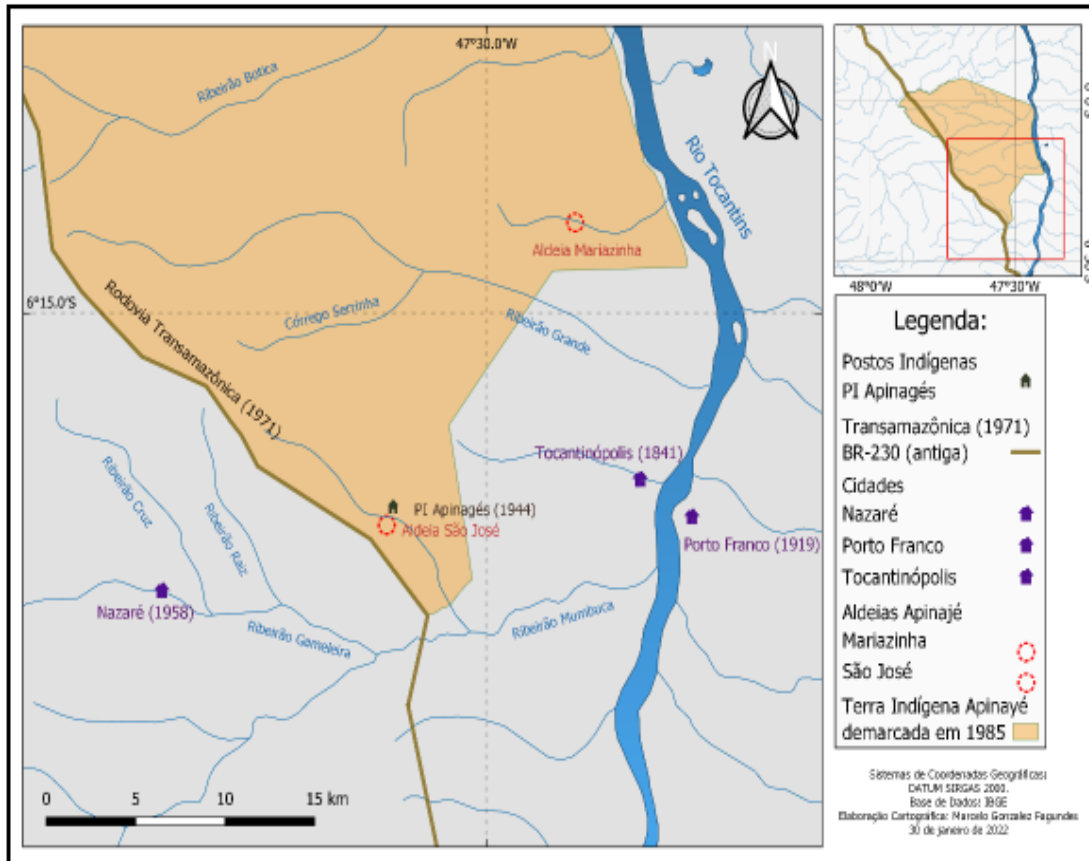 47°30.0'W
N
Ribeirão Botica
Rio Tocantins
Aldeia Mariazinha
6°15.0'S
Rodovia Transamazônica (1971)
Córrego Serrinha
Ribeirão Grande
Tocantinópolis (1841)
Ribeirão Cruz
Ribeirão Raiz
PI Apinagés (1944)
Aldeia São José
Porto Franco (1919)
Nazaré (1958)
Ribeirão Gameleira
Ribeirão Mumbuca
0 5 10 15 km
48°0'W 47°30'W
Legenda:
Postos Indígenas
PI Apinagés
Transamazônica (1971)
BR-230 (antiga)
Cidades
Nazaré
Porto Franco
Tocantinópolis
Aldeias Apinajé
Mariazinha
São José
Terra Indígena Apinayé
demarcada em 1985
Sistemas de Coordenadas Geográficas:
DATUM SIRGAS 2000.
Base de Dados: IBGE
Elaboração Cartográfica: Marcelo Gonzalez Fagundes
30 de janeiro de 2022